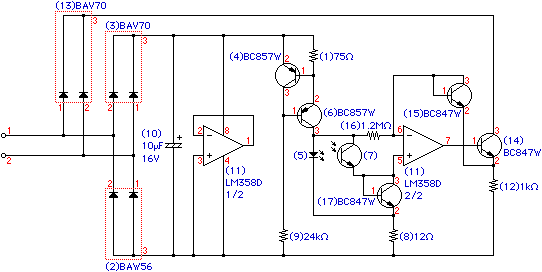 (13)BAV70
3
(3)BAV70
3
1 2
1 2
(4)BC857W
2
1
3
(1)75Ω
2
1
(6)BC857W
3
(10)
10µF
16V
+
2
8
1
3
4
(11)
LM358D
1/2
(16)1.2MΩ
(5)
(7)
3
1
(15)BC847W
2
6
7
5
(11)
LM358D
2/2
3
1
2
(14)
BC847W
3
1
2
(17)BC847W
(12)1kΩ
(8)12Ω
(9)24kΩ
1
2
1 2
3
(2)BAW56